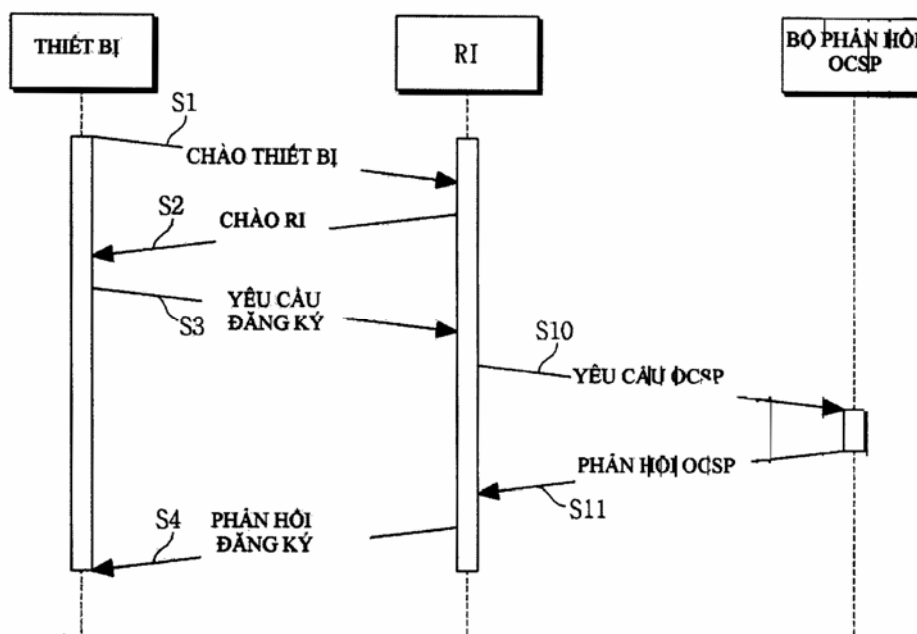 THIẾT BỊ
RI
BỘ PHẢN HỒI
OCSP
S1
CHÀO THIẾT BỊ
S2
CHÀO RI
S3
YÊU CẦU
ĐĂNG KÝ
S10
YÊU CẦU OCSP
PHẢN HỒI OCSP
S11
S4
PHẢN HỒI
ĐĂNG KÝ